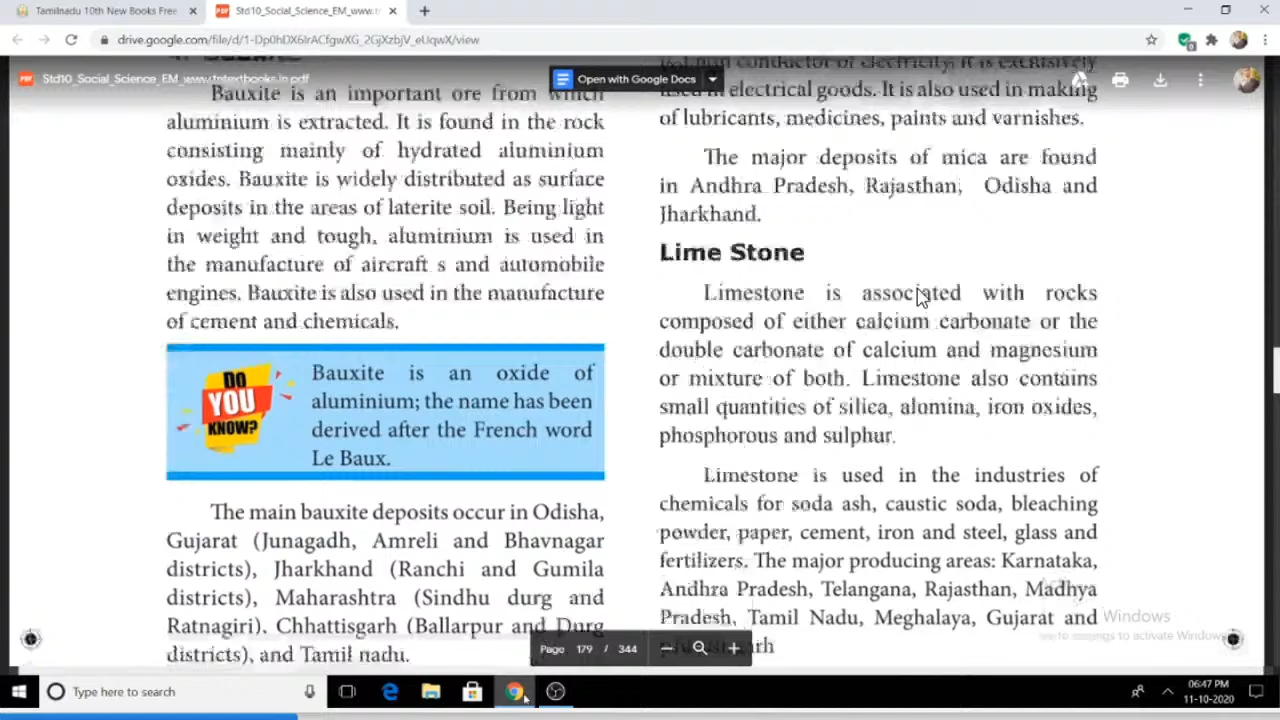 Tamilnadu 10th New Books Free
Std10_Social_Science_EM_www.t
drive.google.com/file/d/1-Dp0hDX6IrACfgwXG_2GjXzbjV_eUqwX/view
PDF Std10_Social_Science_EM_www.tntextbooks.in.pdf
Open with Google Docs
Bauxite is an important ore from which
aluminium is extracted. It is found in the rock
consisting mainly of hydrated aluminium
oxides. Bauxite is widely distributed as surface
deposits in the areas of laterite soil. Being light
in weight and tough, aluminium is used in
the manufacture of aircraft s and automobile
engines. Bauxite is also used in the manufacture
of cement and chemicals.
DO
YOU
KNOW?
Bauxite is an oxide of
aluminium; the name has been
derived after the French word
Le Baux.
The main bauxite deposits occur in Odisha,
Gujarat (Junagadh, Amreli and Bhavnagar
districts), Jharkhand (Ranchi and Gumila
districts), Maharashtra (Sindhu durg and
Ratnagiri), Chhattisgarh (Ballarpur and Durg
districts), and Tamil nadu.
conductor of electricity, it is
in electrical goods. It is also used in making
of lubricants, medicines, paints and varnishes.
The major deposits of mica are found
in Andhra Pradesh, Rajasthan, Odisha and
Jharkhand.
Lime Stone
Limestone is associated with rocks
composed of either calcium carbonate or the
double carbonate of calcium and magnesium
or mixture of both. Limestone also contains
small quantities of silica, alumina, iron oxides,
phosphorous and sulphur.
Limestone is used in the industries of
chemicals for soda ash, caustic soda, bleaching
powder, paper, cement, iron and steel, glass and
fertilizers. The major producing areas: Karnataka,
Andhra Pradesh, Telangana, Rajasthan, Madhya
Pradesh, Tamil Nadu, Meghalaya, Gujarat and
Windows
to activate Windows
Page 179 / 344
Type here to search
06:47 PM
11-10-2020